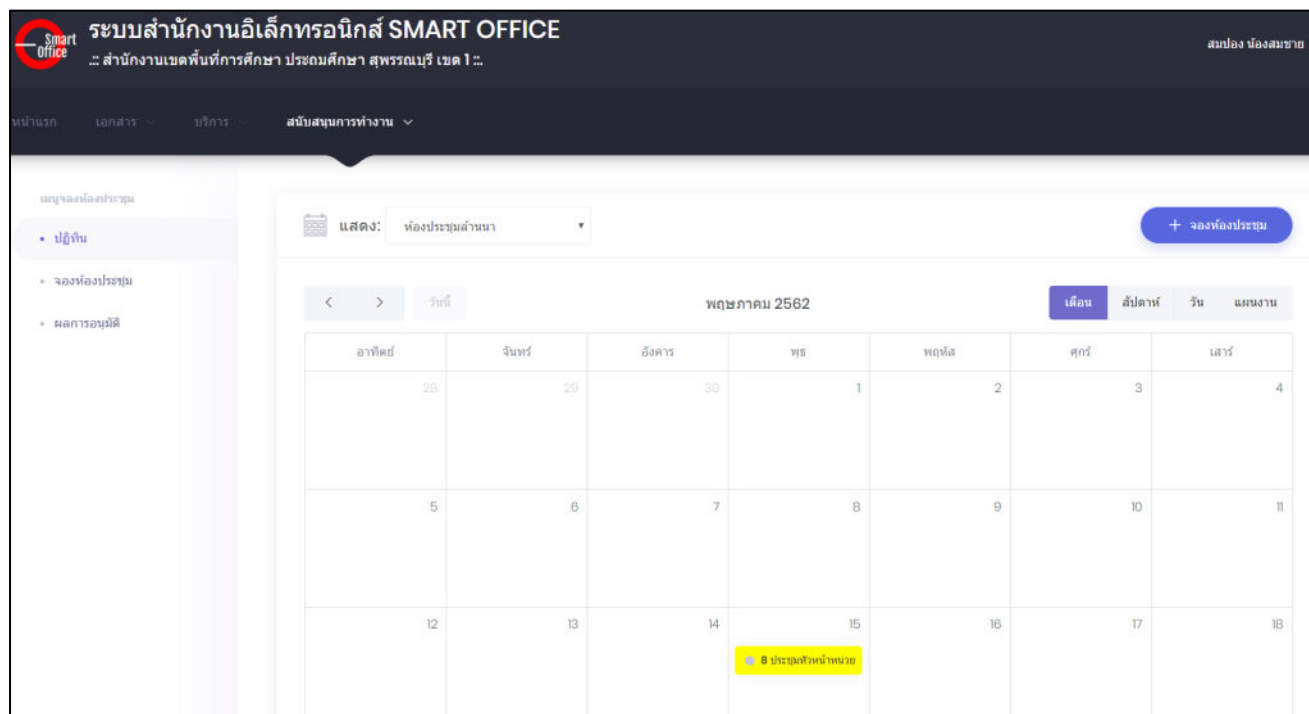 Smart office
ระบบสำนักงานอิเล็กทรอนิกส์ SMART OFFICE
.:: สำนักงานเขตพื้นที่การศึกษา ประถมศึกษา สุพรรณบุรี เขต 1 ::.
สมปอง น้องสมชาย
หน้าแรก เอกสาร บริการ สนับสนุนการทำงาน
เมนูจองห้องประชุม
• ปฏิทิน
• จองห้องประชุม
• ผลการอนุมัติ
แสดง: ห้องประชุมล้านนา
+ จองห้องประชุม
< > วันนี้ พฤษภาคม 2562 เดือน สัปดาห์ วัน แผนงาน
อาทิตย์ จันทร์ อังคาร พุธ พฤหัส ศุกร์ เสาร์
28 29 30 1 2 3 4
5 6 7 8 9 10 11
12 13 14 15 16 17 18
8 ประชุมหัวหน้าหน่วย